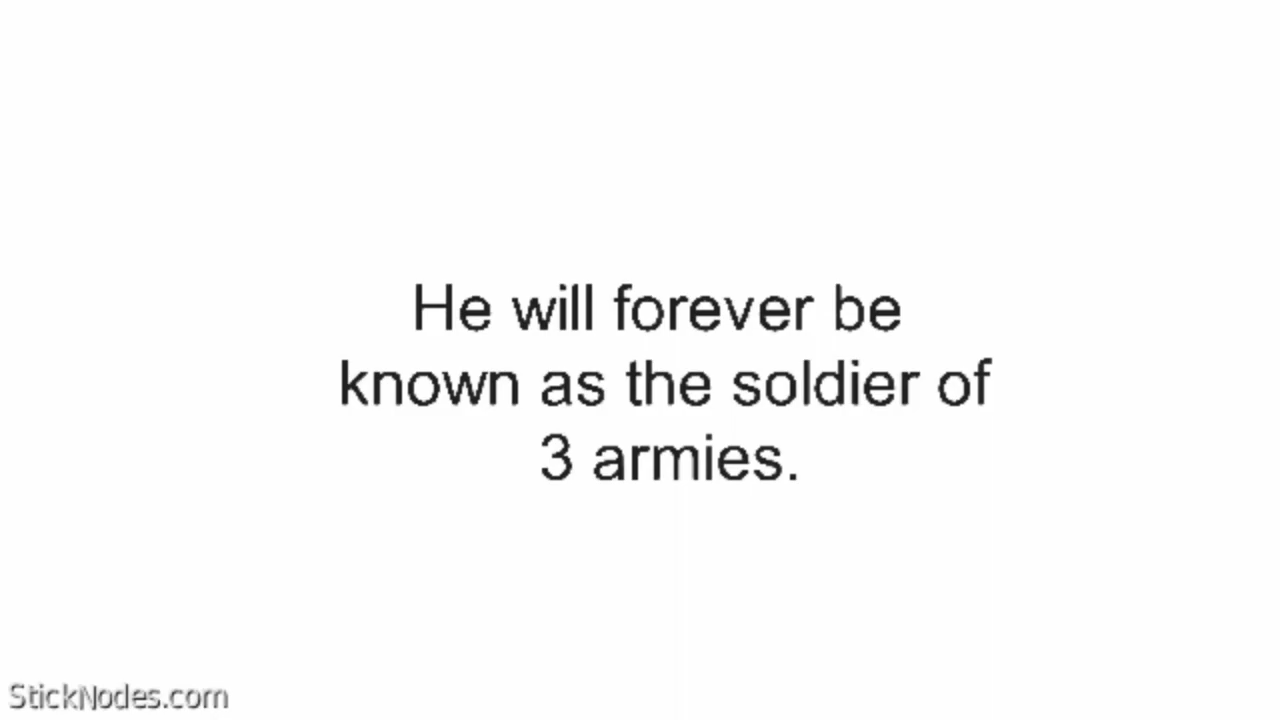 He will forever be
known as the soldier of
3 armies.
StickNodes.com